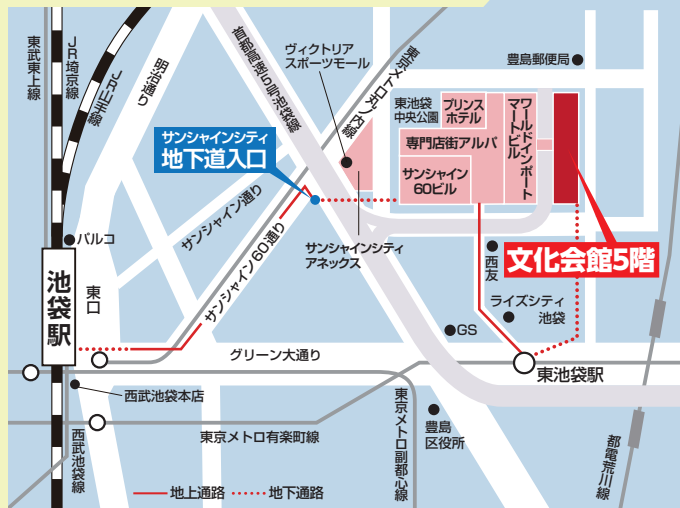 東武東上線
JR埼京線
JR山手線
明治通り
首都高速5号池袋線
ヴィクトリア
スポーツモール
東京メトロ丸ノ内線
豊島郵便局
東池袋
中央公園
プリンス
ホテル
ワールドインポート
マートビル
専門店街アルパ
サンシャイン
60ビル
サンシャインシティ
地下道入口
サンシャイン通り
サンシャイン60通り
サンシャインシティ
アネックス
文化会館5階
西友
パルコ
池袋駅
東口
ライズシティ
池袋
GS
グリーン大通り
東池袋駅
西武池袋本店
西武池袋線
東京メトロ有楽町線
東京メトロ副都心線
豊島
区役所
都電荒川線
地上通路
地下通路